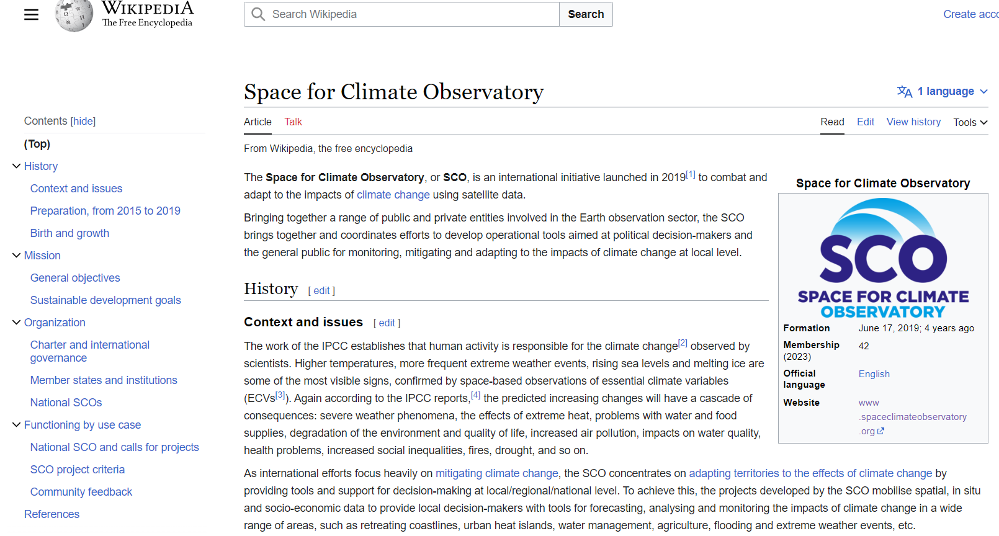 WIKIPEDIA
The Free Encyclopedia
Search Wikipedia
Search
Create acco
Contents [hide]
(Top)
History
Context and issues
Preparation, from 2015 to 2019
Birth and growth
Mission
General objectives
Sustainable development goals
Organization
Charter and international
governance
Member states and institutions
National SCOs
Functioning by use case
National SCO and calls for projects
SCO project criteria
Community feedback
References
Space for Climate Observatory
1 language
Article Talk
Read Edit View history Tools
From Wikipedia, the free encyclopedia
The Space for Climate Observatory, or SCO, is an international initiative launched in 2019[1] to combat and
adapt to the impacts of climate change using satellite data.
Bringing together a range of public and private entities involved in the Earth observation sector, the SCO
brings together and coordinates efforts to develop operational tools aimed at political decision-makers and
the general public for monitoring, mitigating and adapting to the impacts of climate change at local level.
History [ edit ]
Context and issues [ edit ]
The work of the IPCC establishes that human activity is responsible for the climate change[2] observed by
scientists. Higher temperatures, more frequent extreme weather events, rising sea levels and melting ice are
some of the most visible signs, confirmed by space-based observations of essential climate variables
(ECVs[3]). Again according to the IPCC reports,[4] the predicted increasing changes will have a cascade of
consequences: severe weather phenomena, the effects of extreme heat, problems with water and food
supplies, degradation of the environment and quality of life, increased air pollution, impacts on water quality,
health problems, increased social inequalities, fires, drought, and so on.
As international efforts focus heavily on mitigating climate change, the SCO concentrates on adapting territories to the effects of climate change by
providing tools and support for decision-making at local/regional/national level. To achieve this, the projects developed by the SCO mobilise spatial, in situ
and socio-economic data to provide local decision-makers with tools for forecasting, analysing and monitoring the impacts of climate change in a wide
range of areas, such as retreating coastlines, urban heat islands, water management, agriculture, flooding and extreme weather events, etc.
Space for Climate Observatory
SCO
SPACE FOR CLIMATE
OBSERVATORY
Formation June 17, 2019; 4 years ago
Membership 42
(2023)
Official English
language
Website www
.spaceclimateobservatory
.org